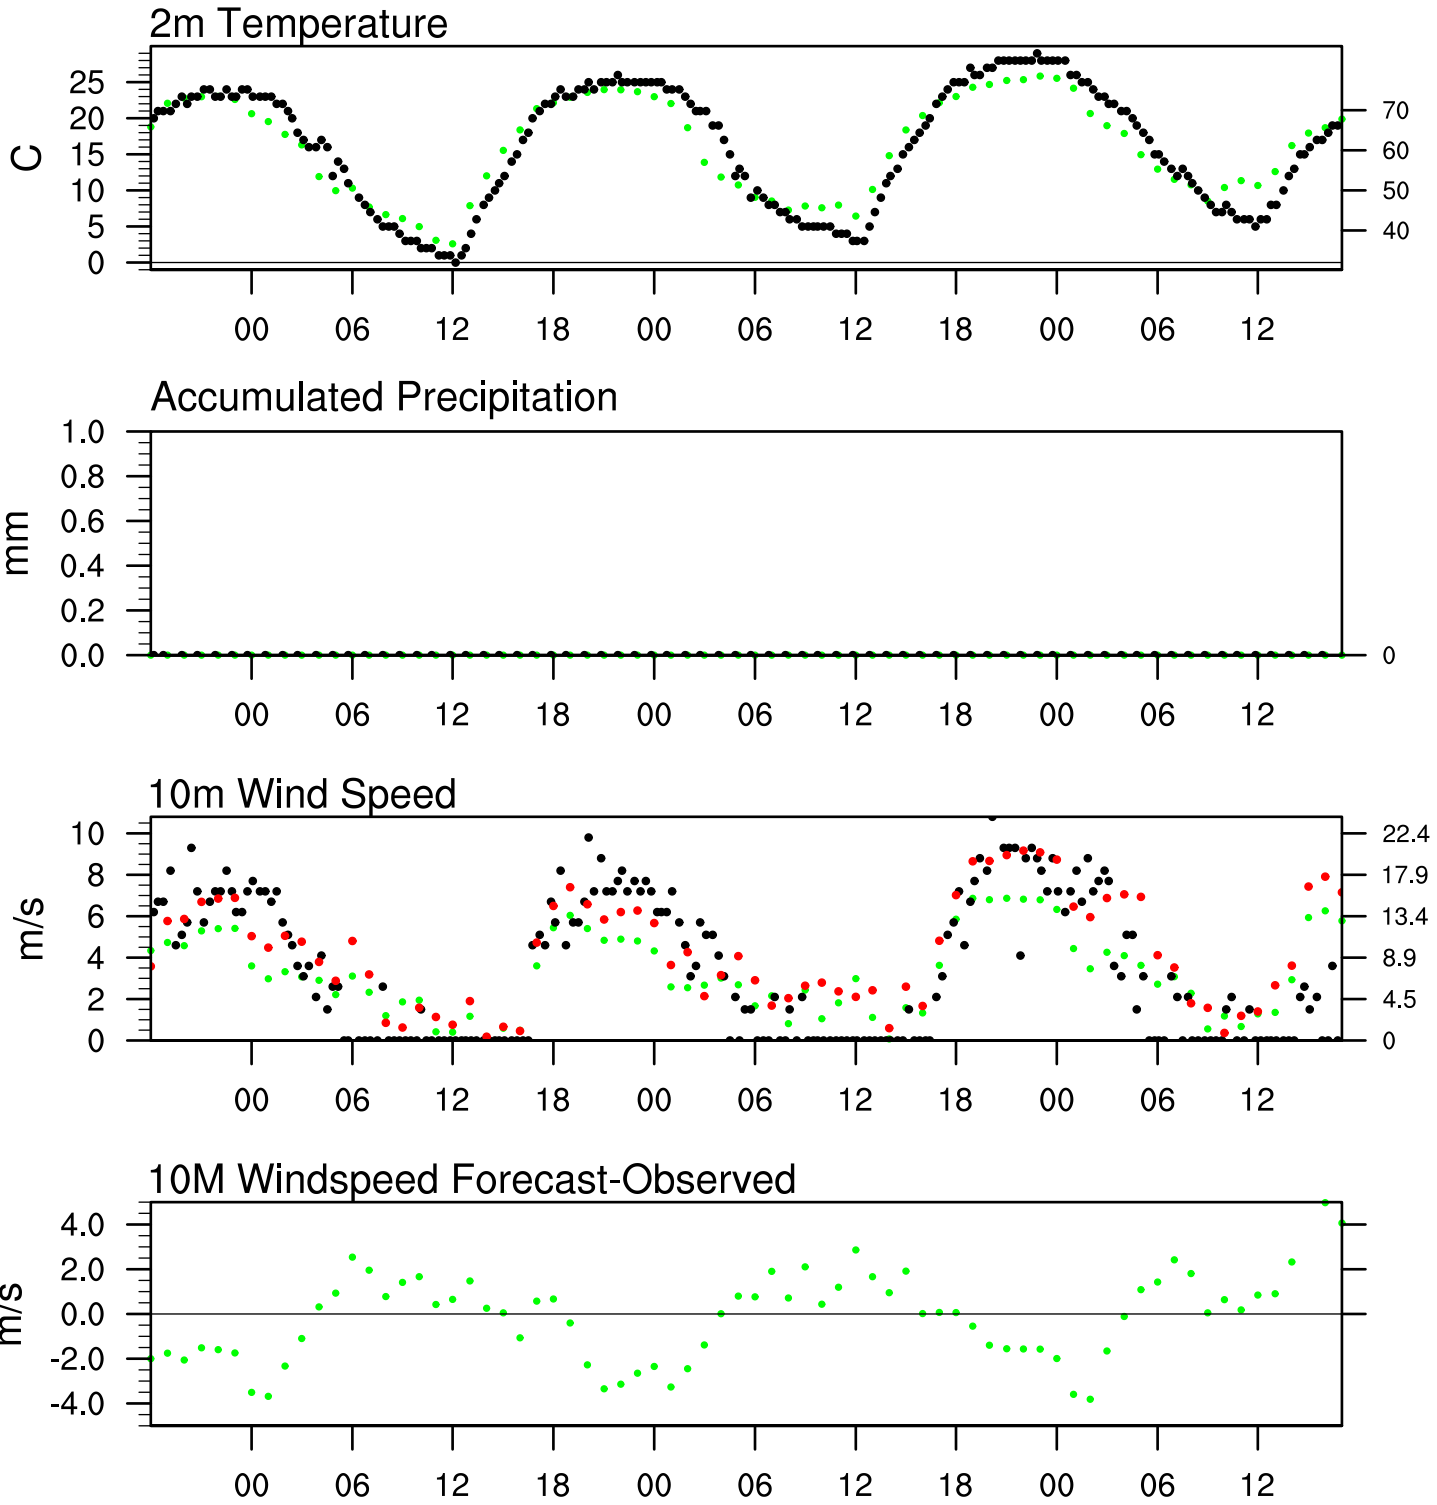 2m Temperature
25
20
15
10
5
0
C
70
60
50
40
00 06 12 18 00 06 12 18 00 06 12
Accumulated Precipitation
1.0
0.8
0.6
0.4
0.2
0.0
mm
0
00 06 12 18 00 06 12 18 00 06 12
10m Wind Speed
10
8
6
4
2
0
m/s
22.4
17.9
13.4
8.9
4.5
0
00 06 12 18 00 06 12 18 00 06 12
10M Windspeed Forecast-Observed
4.0
2.0
0.0
-2.0
-4.0
m/s
00 06 12 18 00 06 12 18 00 06 12